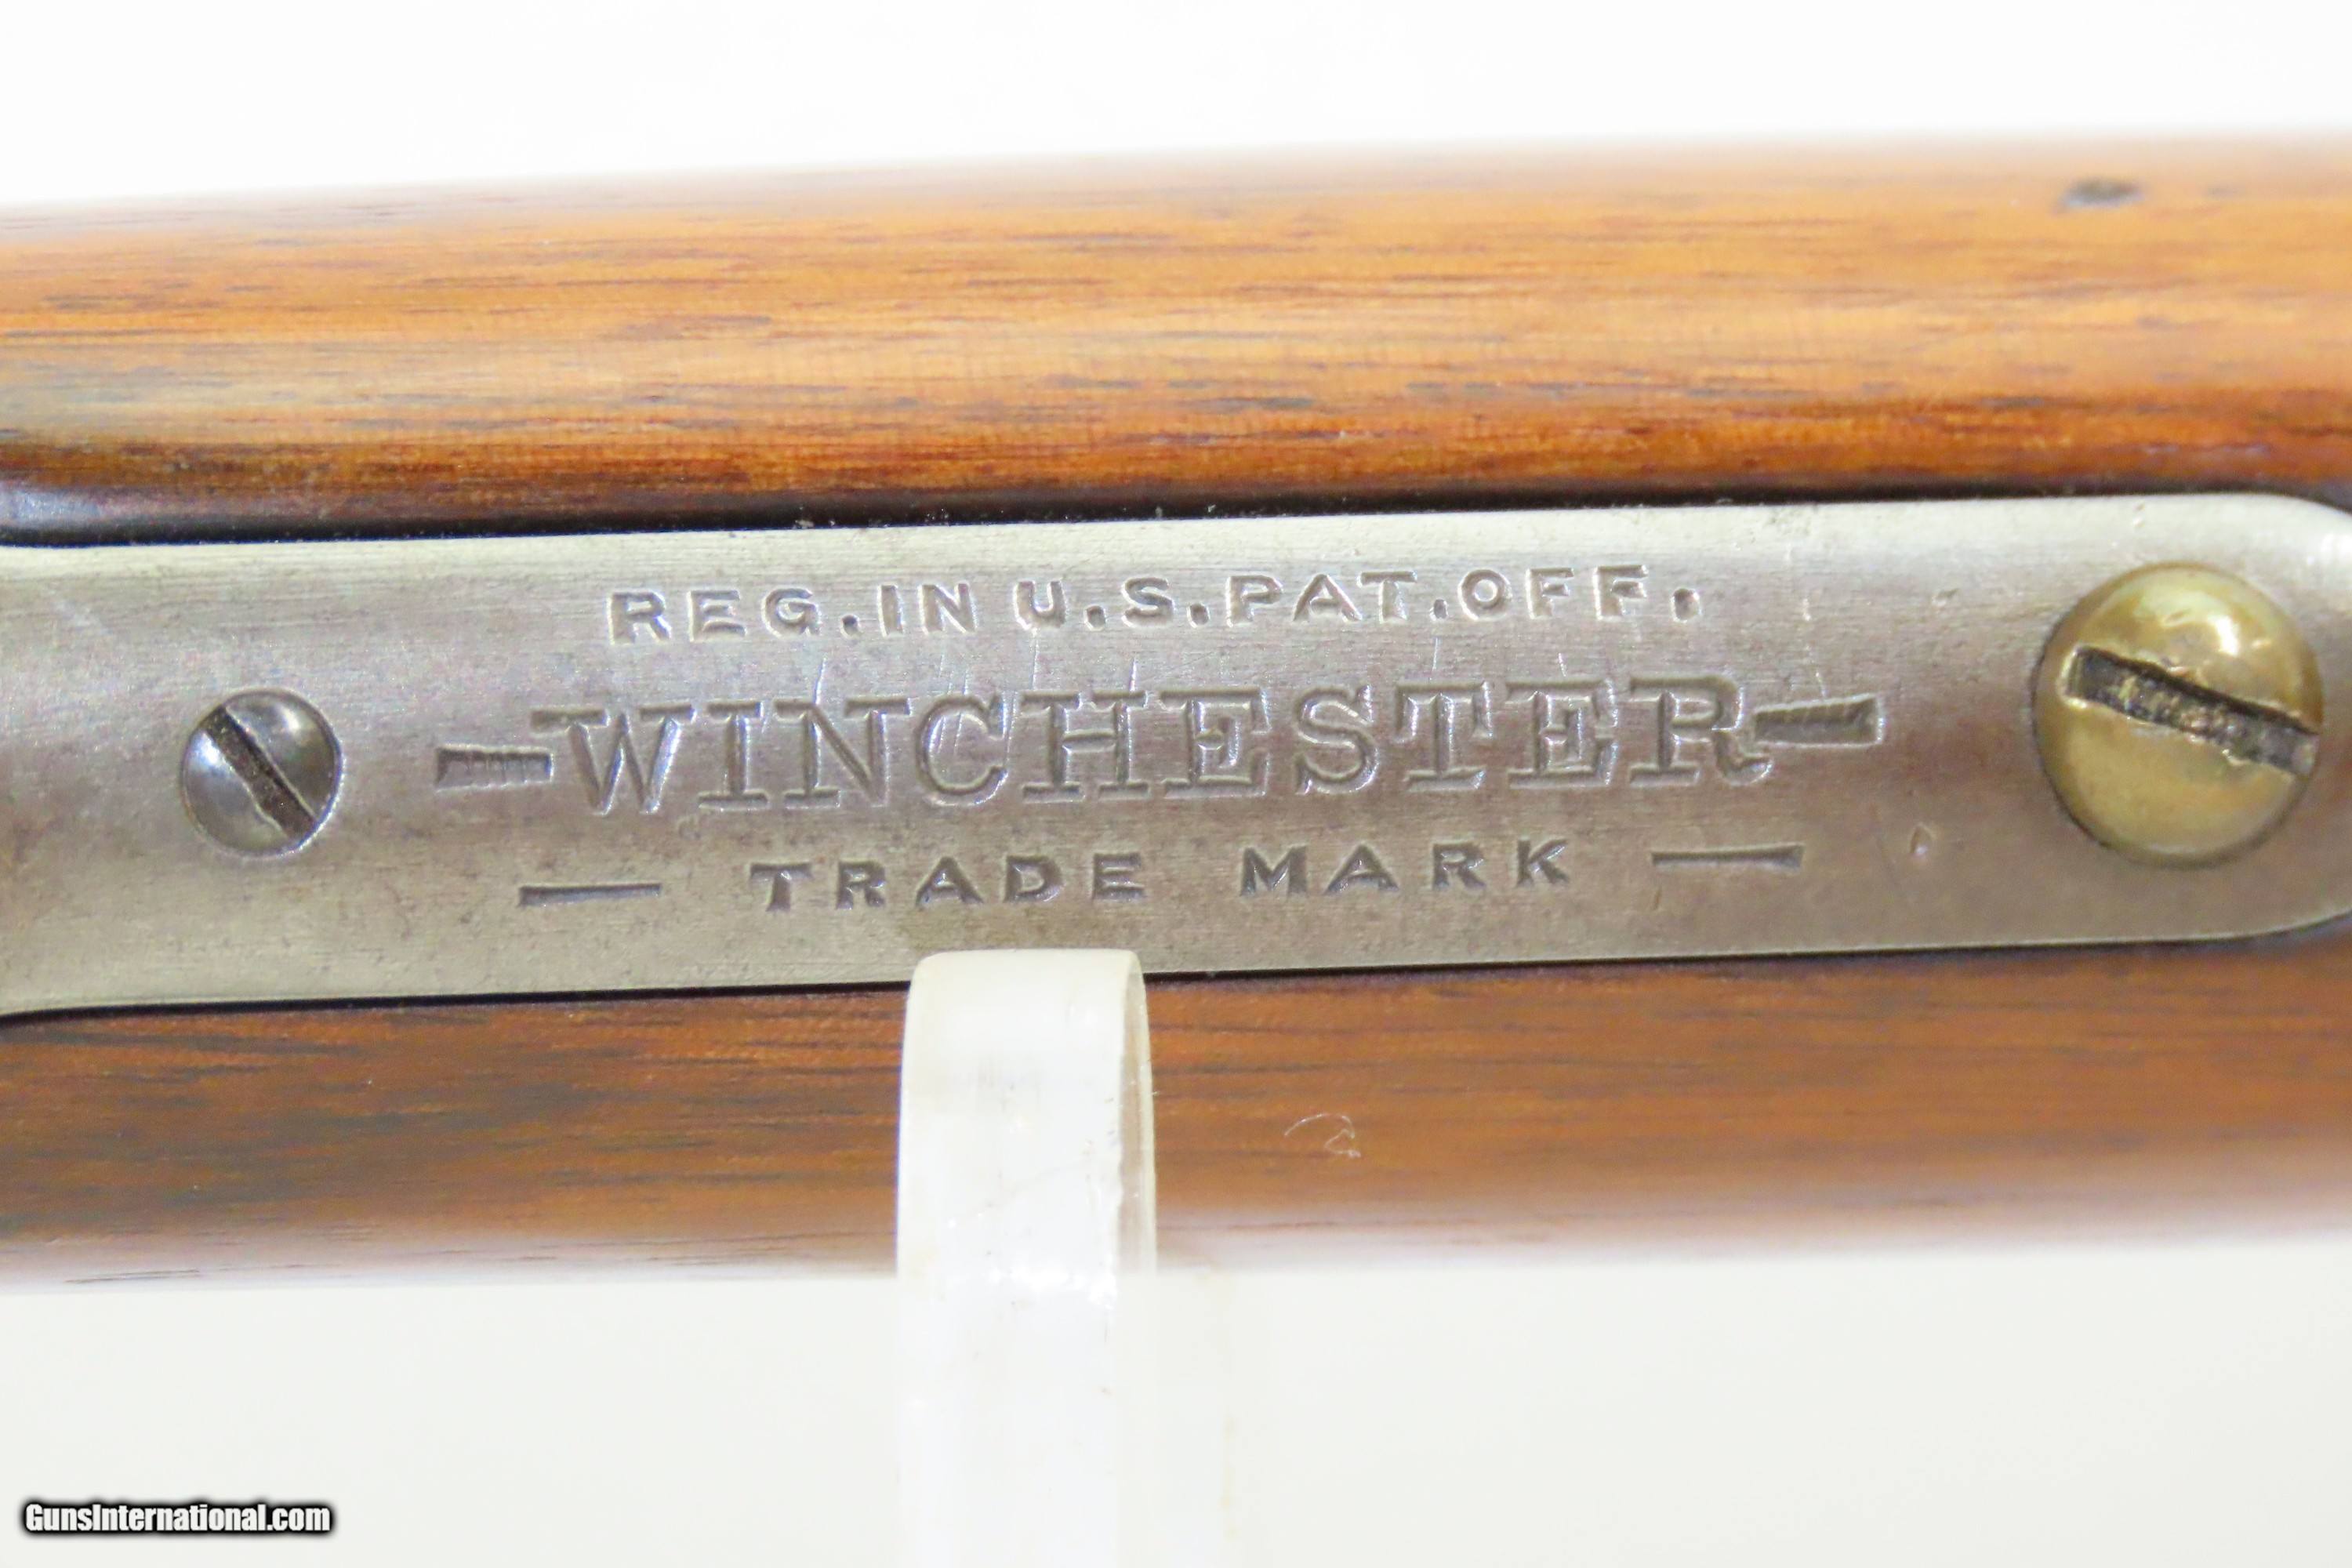 REG. IN U.S. PAT. OFF.
-WINCHESTER-
— TRADE MARK —
GunsInternational.com